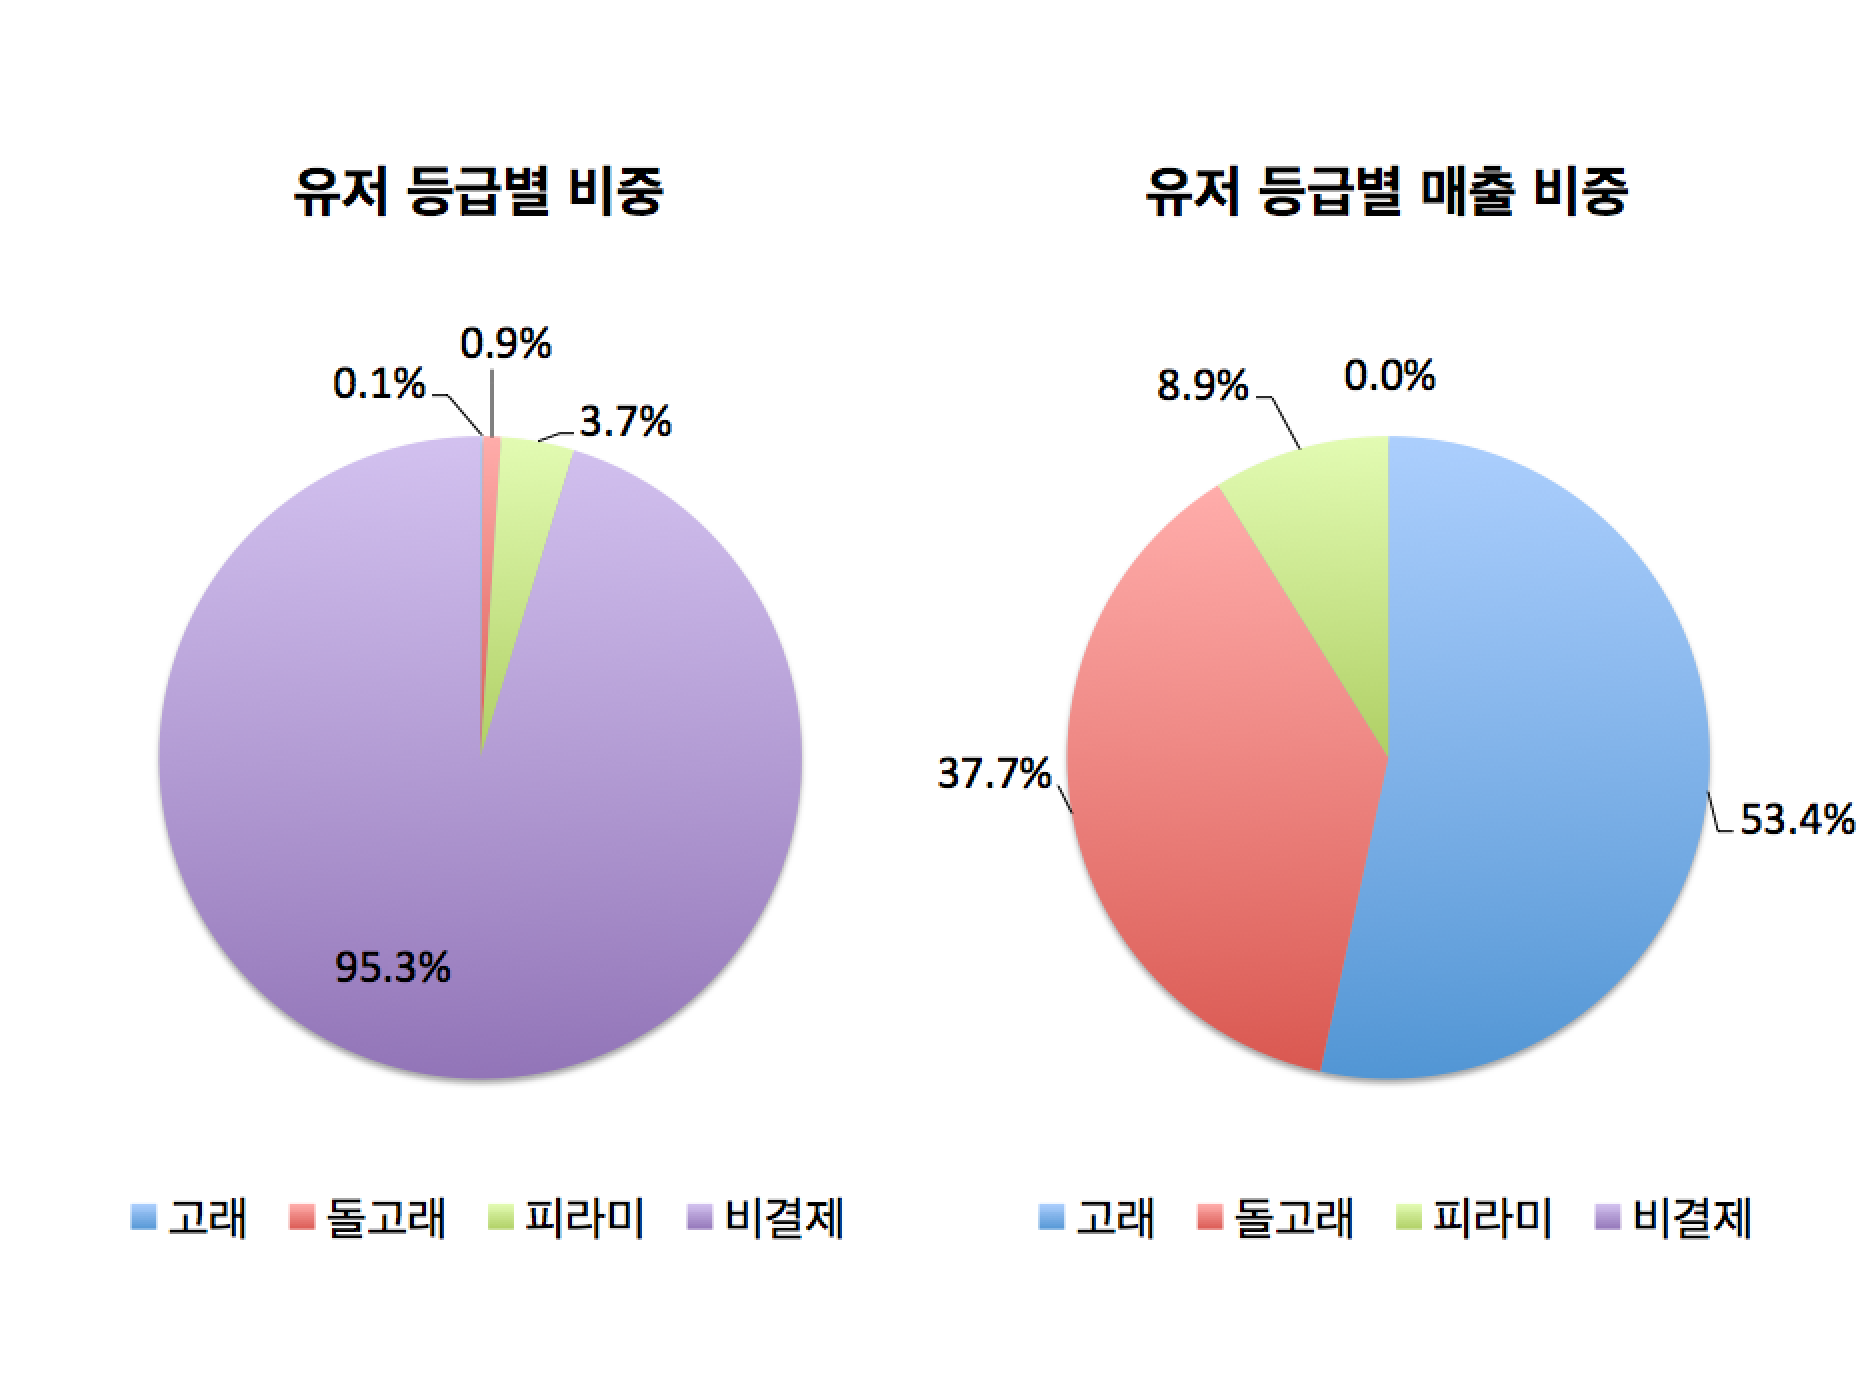 유저 등급별 비중
0.9%
0.1%
3.7%
95.3%
고래 돌고래 피라미 비결제
유저 등급별 매출 비중
0.0%
8.9%
37.7%
53.4%
고래 돌고래 피라미 비결제